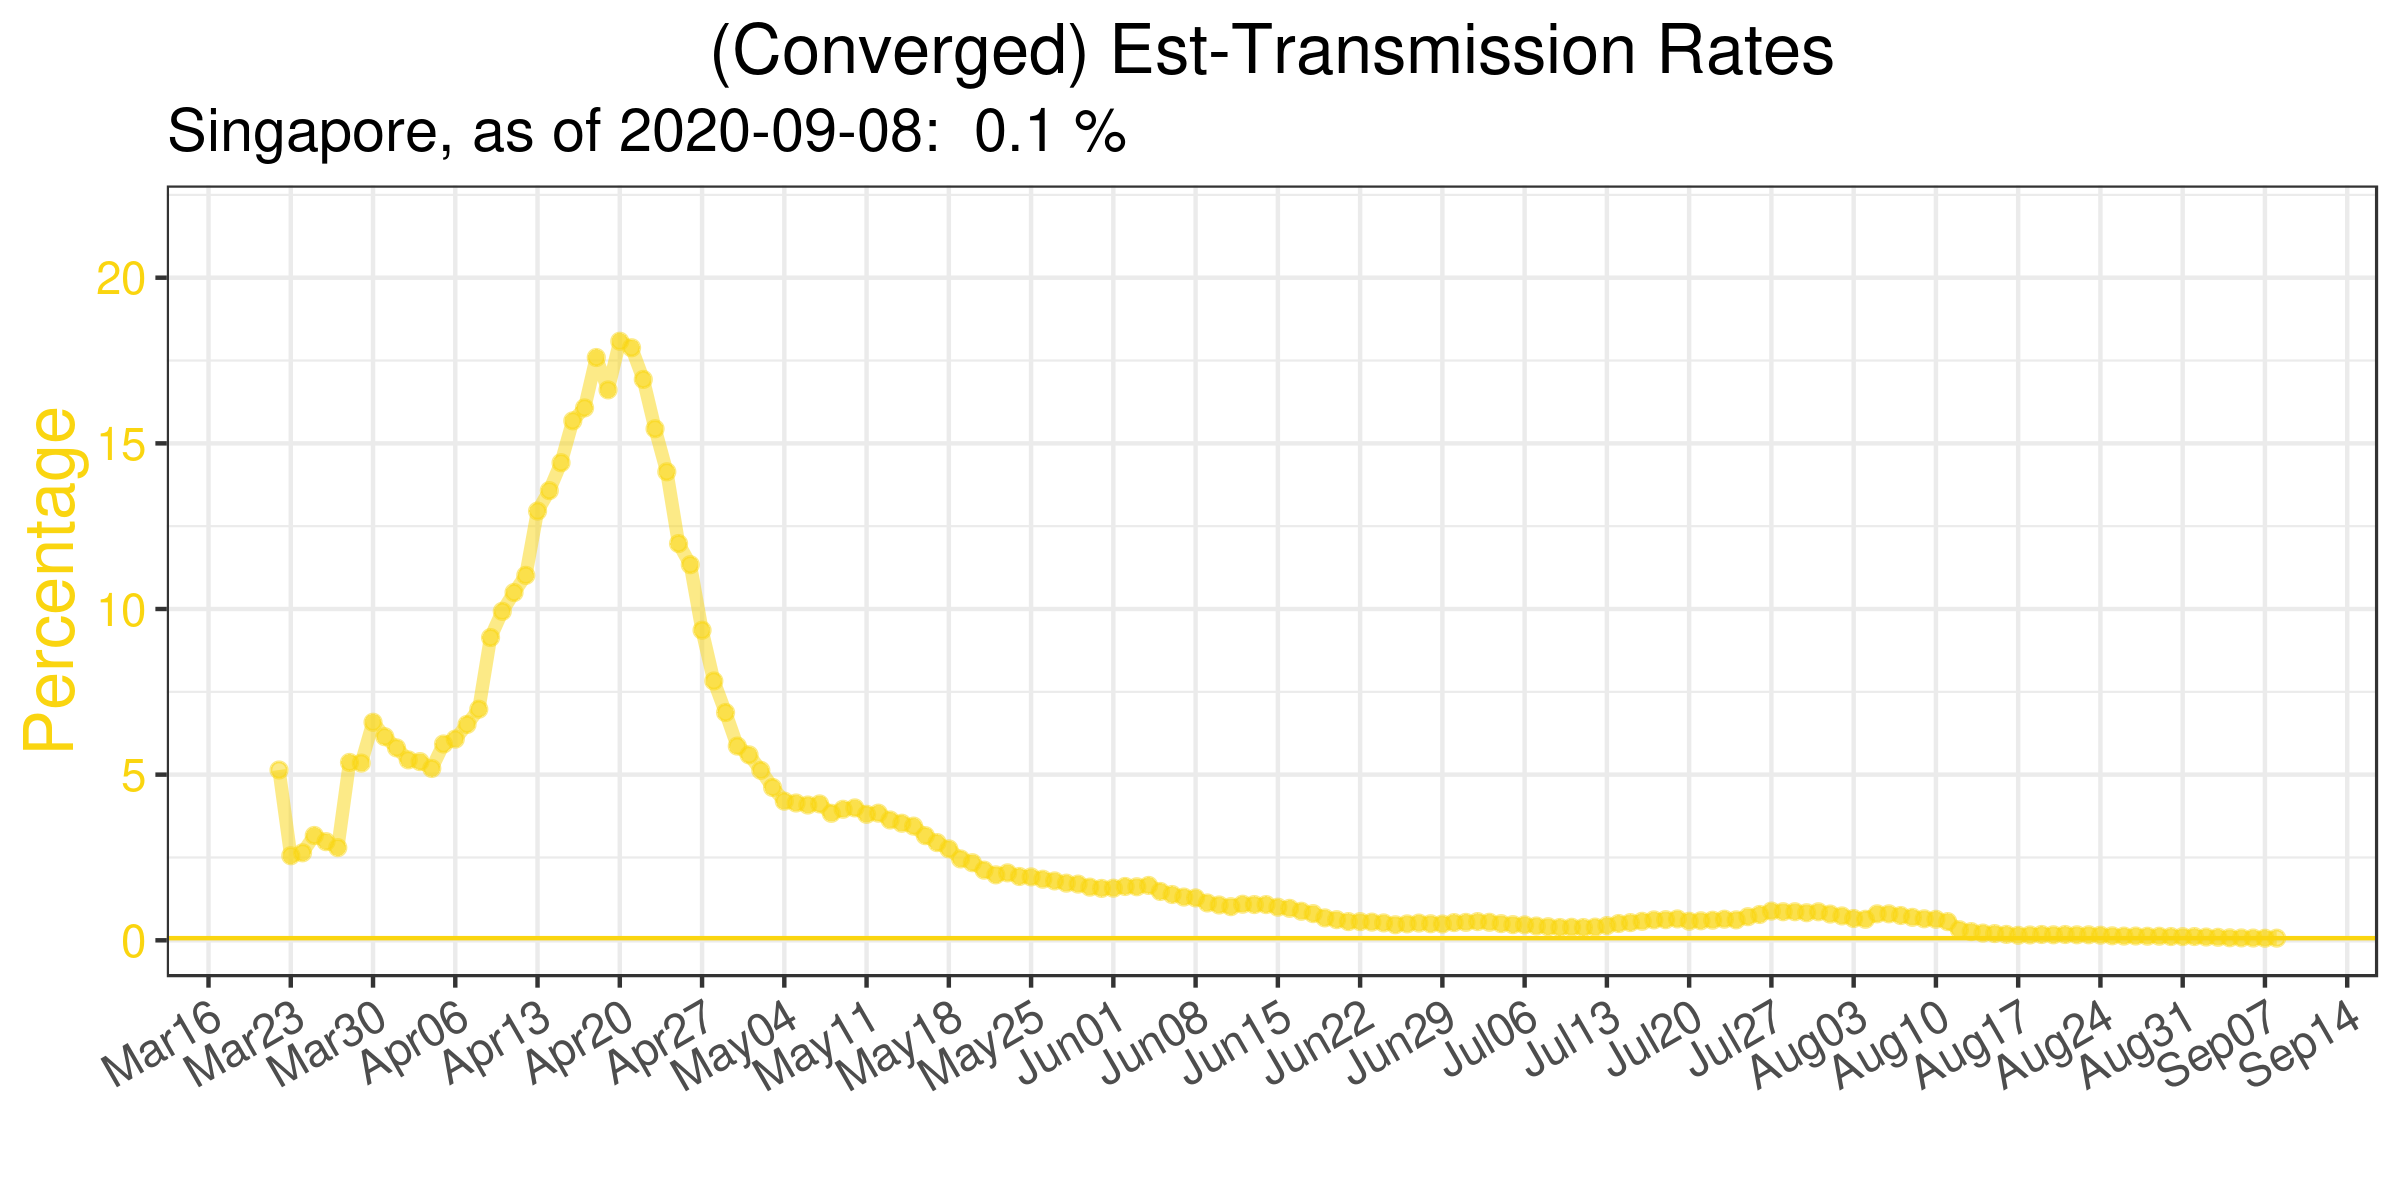 (Converged) Est-Transmission Rates
Singapore, as of 2020-09-08:  0.1 %
Percentage
20
15
10
5
0
Mar16
Mar23
Mar30
Apr06
Apr13
Apr20
Apr27
May04
May11
May18
May25
Jun01
Jun08
Jun15
Jun22
Jun29
Jul06
Jul13
Jul20
Jul27
Aug03
Aug10
Aug17
Aug24
Aug31
Sep07
Sep14